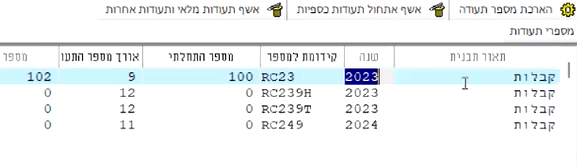 הארכת מספר תעודה אשף אתחול תעודות כספיות אשף תעודות מלאי ותעודות אחרות
מספרי תעודות
תאור תבנית שנה קידומת למספר מספר התחלתי אורך מספר התעו מספר
קבלות 2023 RC23 100 9 102
קבלות 2023 RC239H 0 12 0
קבלות 2023 RC239T 0 12 0
קבלות 2024 RC249 0 11 0